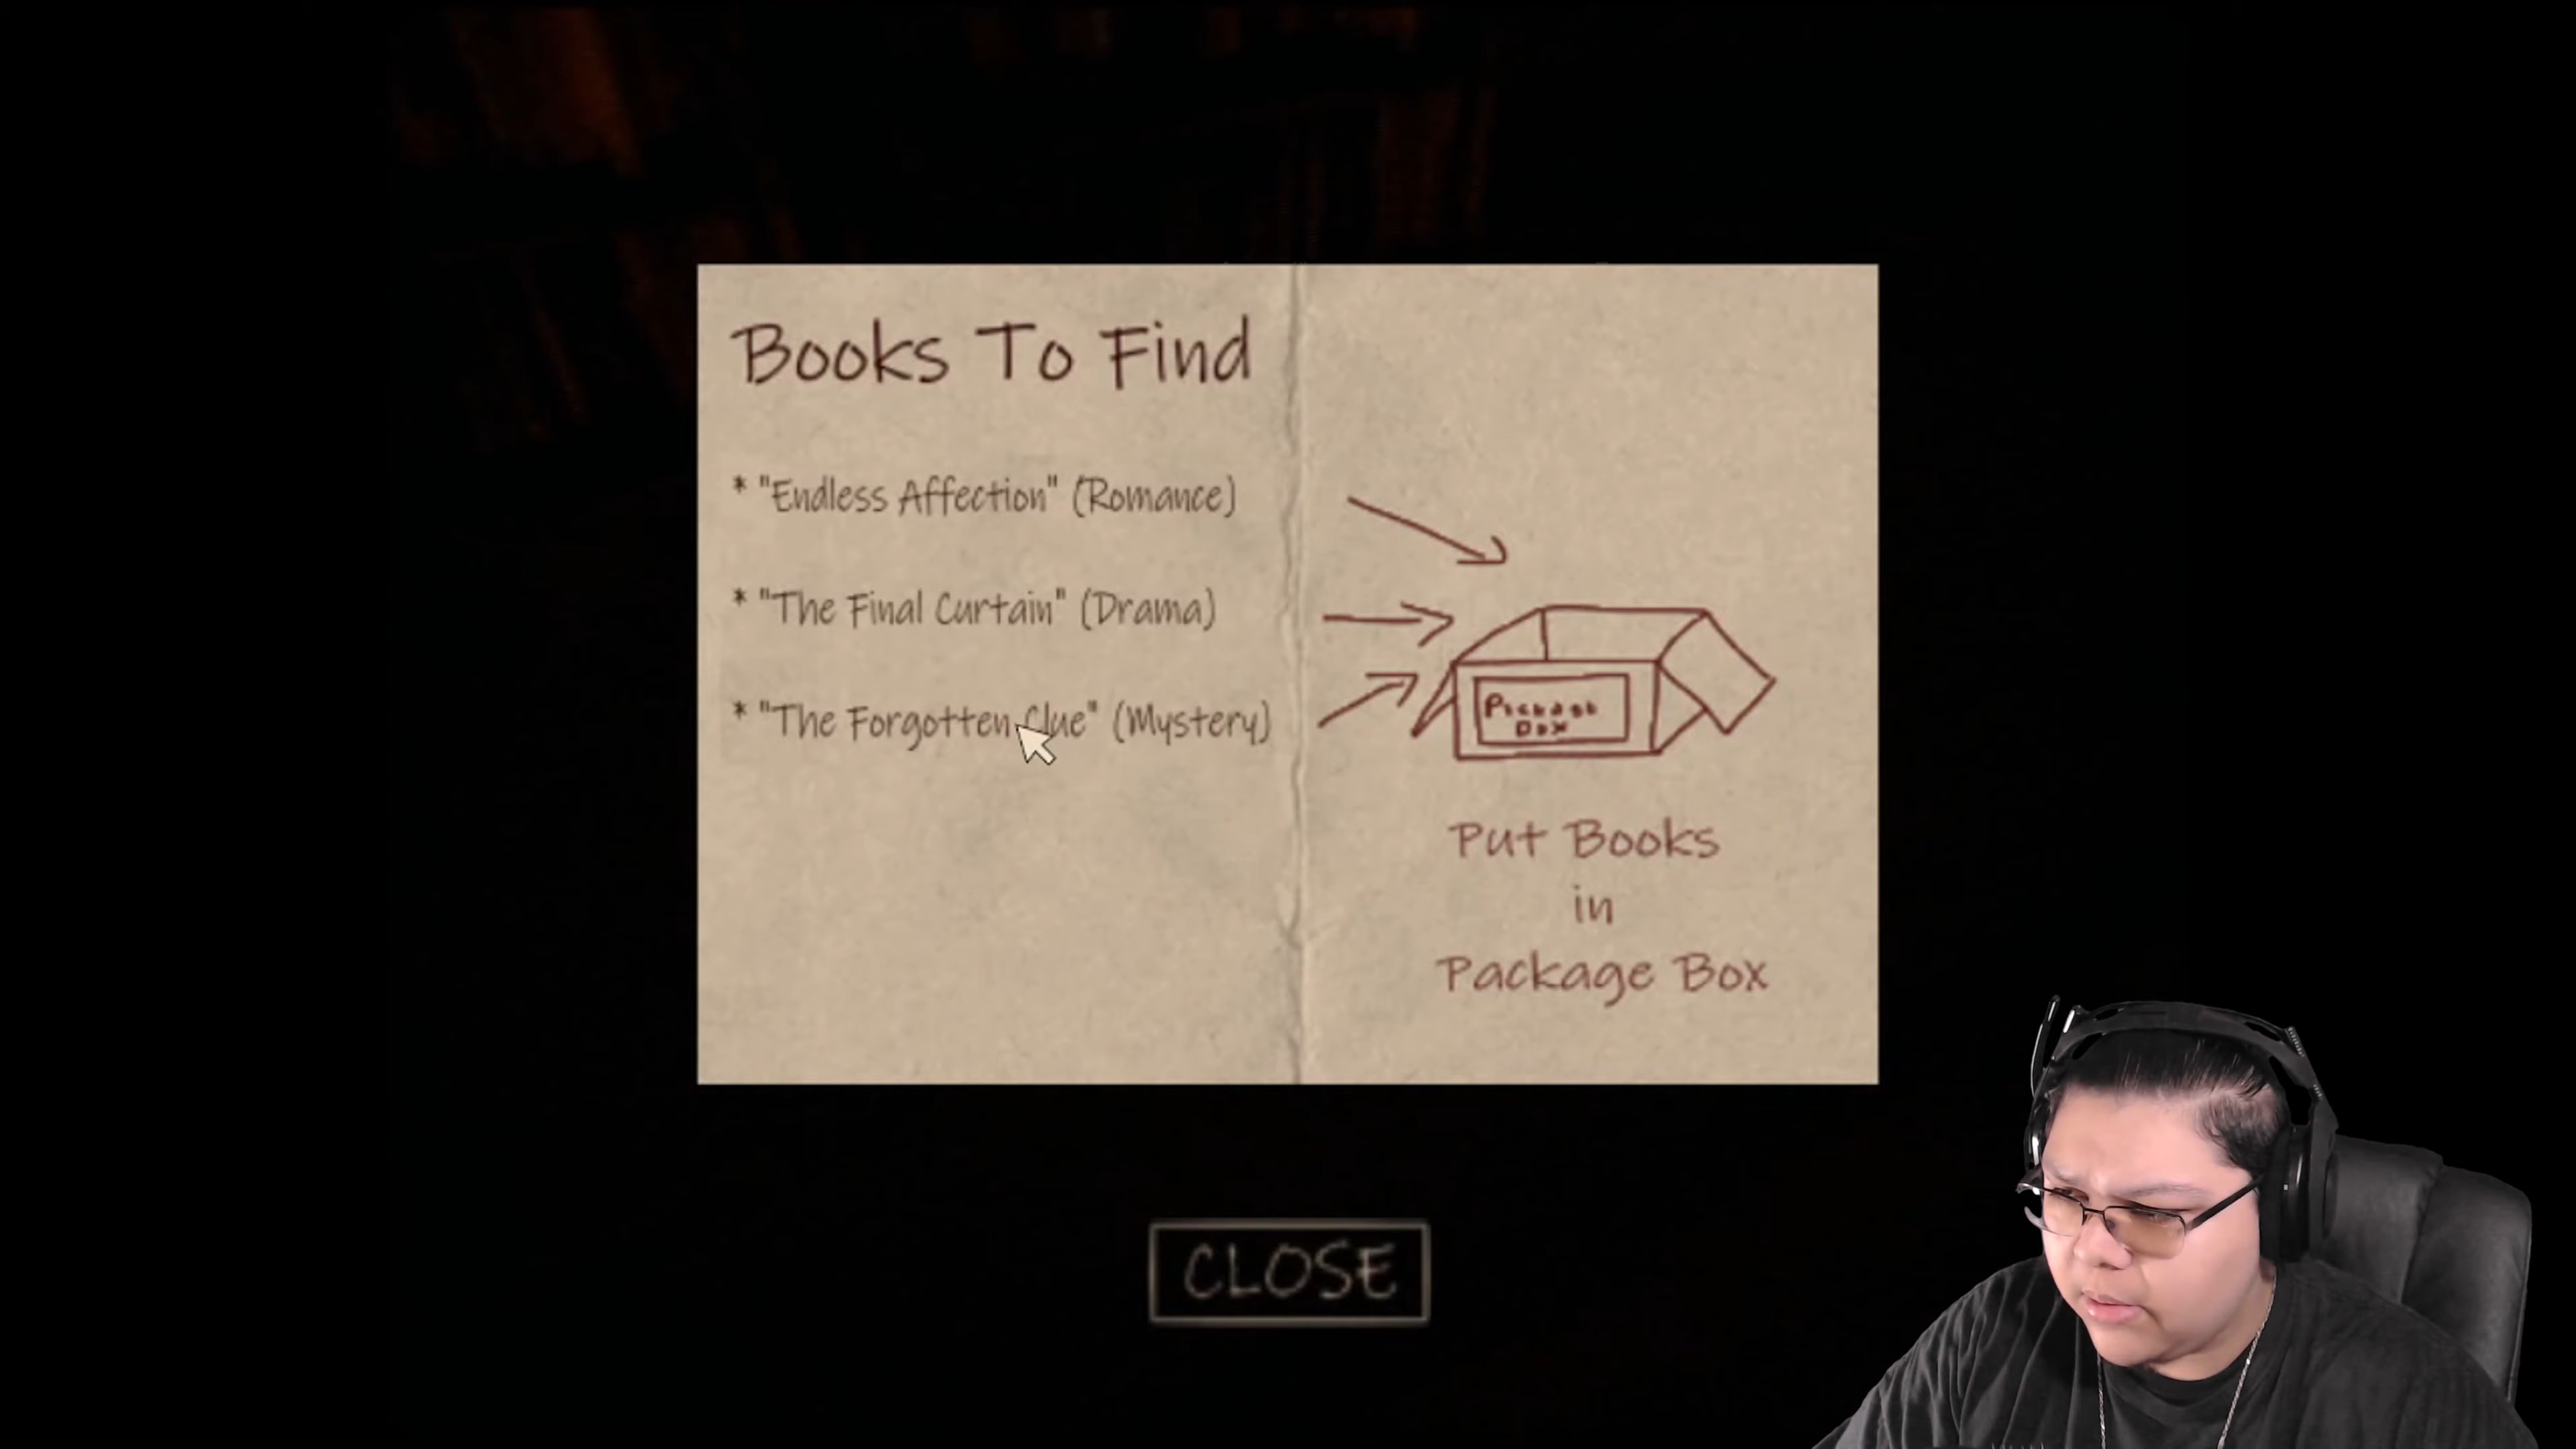 Books To Find
* "Endless Affection" (Romance)
* "The Final Curtain" (Drama)
* "The Forgotten Clue" (Mystery)
Package
Box
Put Books
in
Package Box
CLOSE